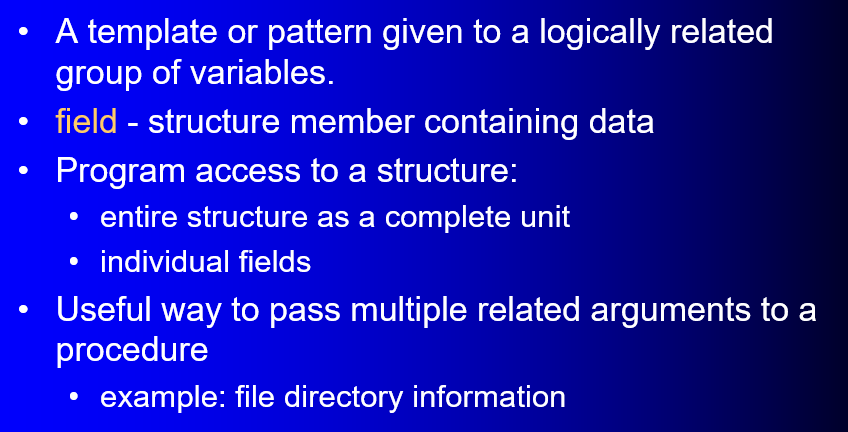 • A template or pattern given to a logically related
group of variables.
• field - structure member containing data
• Program access to a structure:
• entire structure as a complete unit
• individual fields
• Useful way to pass multiple related arguments to a
procedure
• example: file directory information